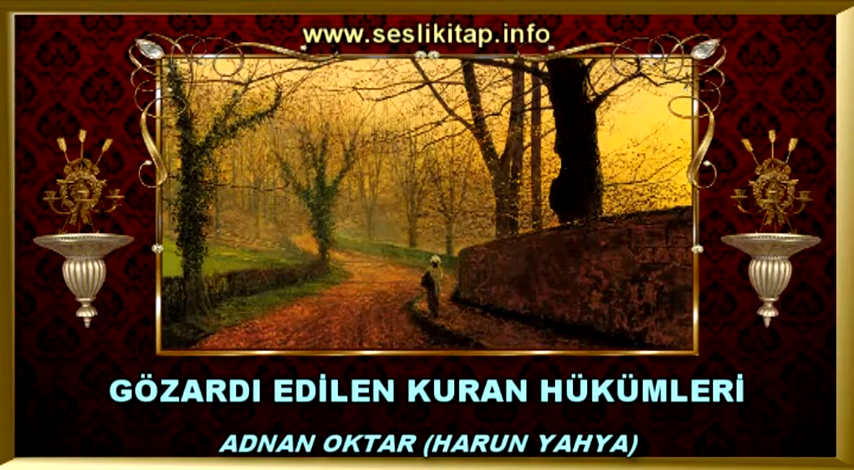 www.seslikitap.info
GÖZARDI EDİLEN KURAN HÜKÜMLERİ
ADNAN OKTAR (HARUN YAHYA)